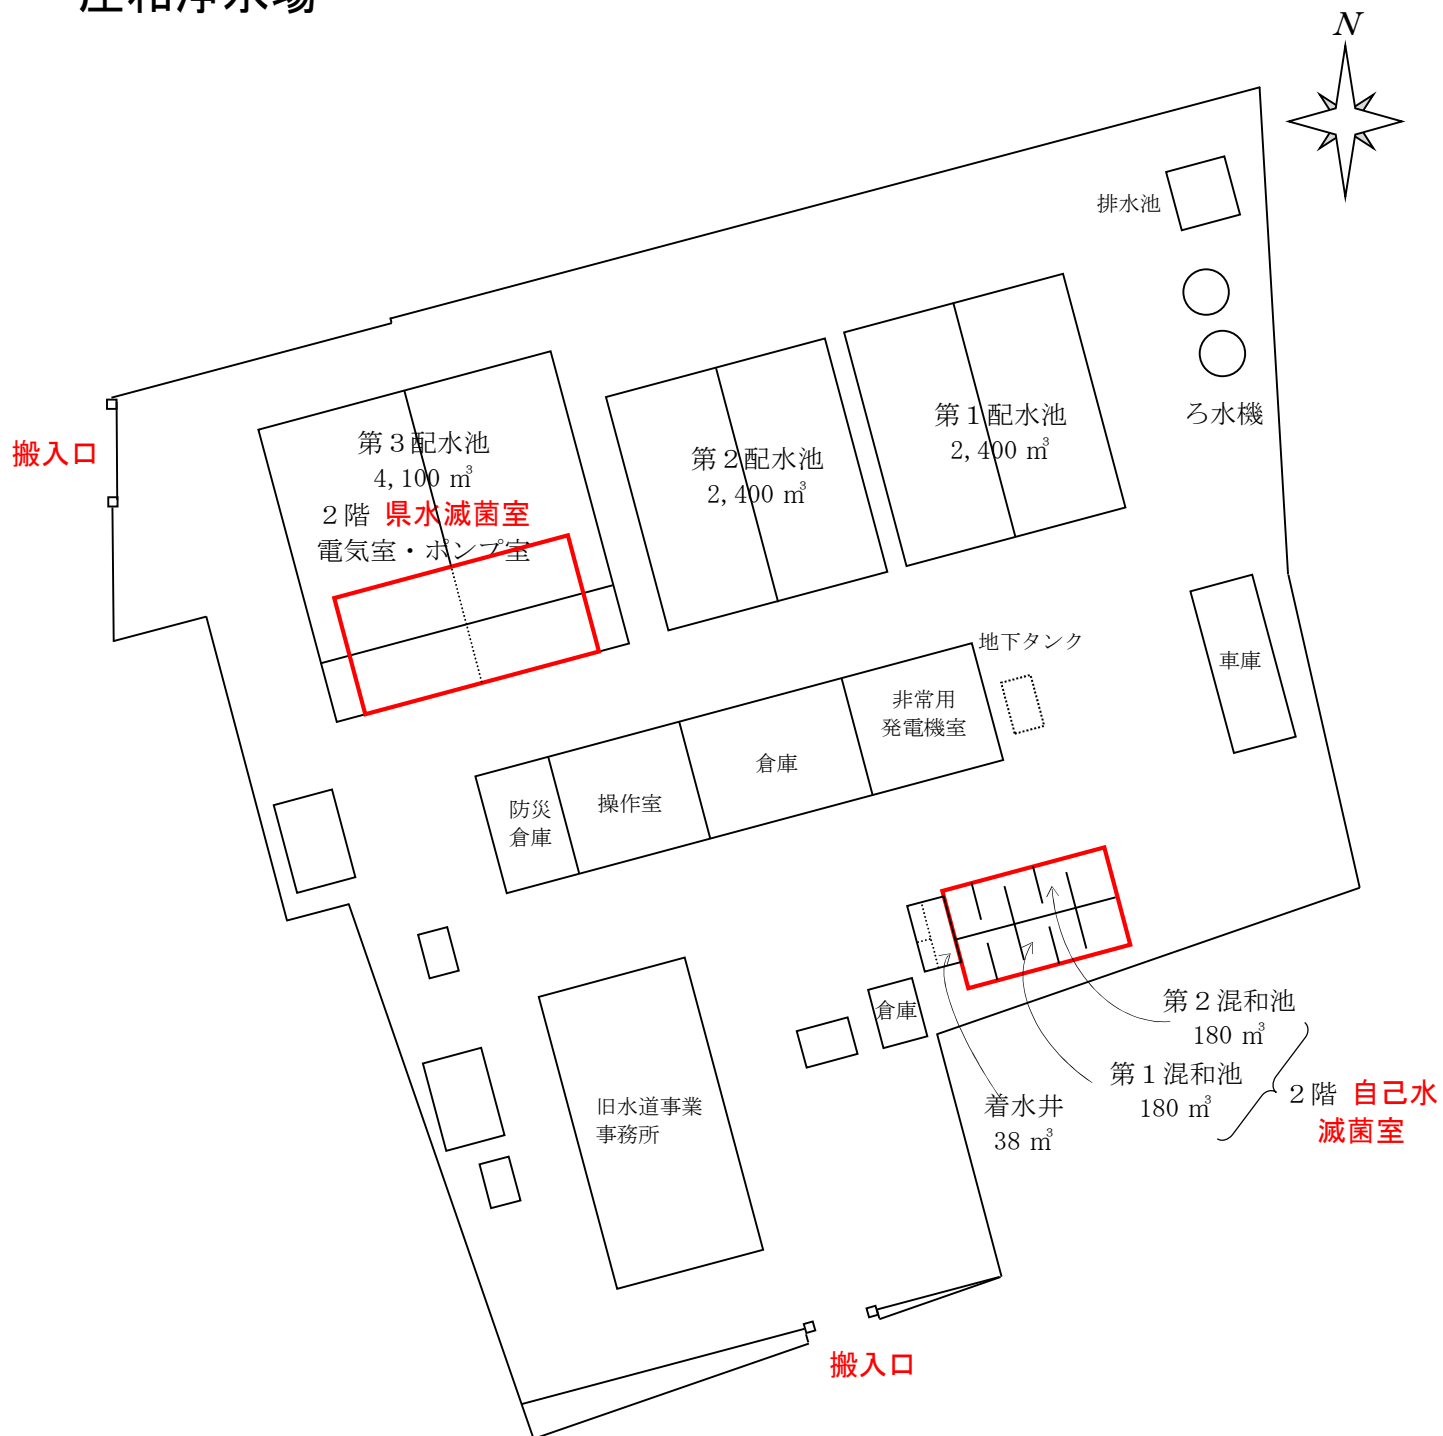 和浄水場
N
排水池
ろ水機
搬入口
第３配水池
4,100 ㎥
２階 県水滅菌室
電気室・ポンプ室
第２配水池
2,400 ㎥
第１配水池
2,400 ㎥
地下タンク
車庫
非常用
発電機室
倉庫
操作室
防災
倉庫
倉庫
第２混和池
180 ㎥
第１混和池
180 ㎥
着水井
38 ㎥
２階 自己水
滅菌室
旧水道事業
事務所
搬入口